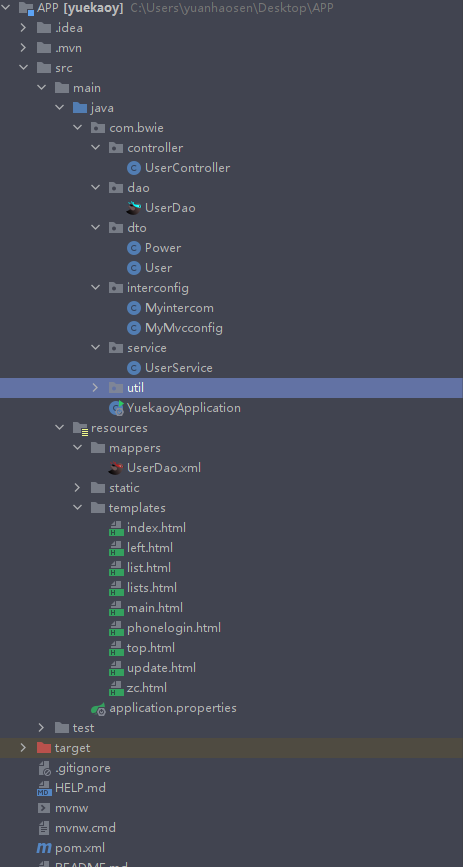 APP [yuekaoy] C:\Users\yuanhaosen\Desktop\APP
.idea
.mvn
src
main
java
com.bwie
controller
UserController
dao
UserDao
dto
Power
User
interconfig
Myintercom
MyMvcconfig
service
UserService
util
YuekaoyApplication
resources
mappers
UserDao.xml
static
templates
index.html
left.html
list.html
lists.html
main.html
phonelogin.html
top.html
update.html
zc.html
application.properties
test
target
.gitignore
HELP.md
mvnw
mvnw.cmd
pom.xml
README.md